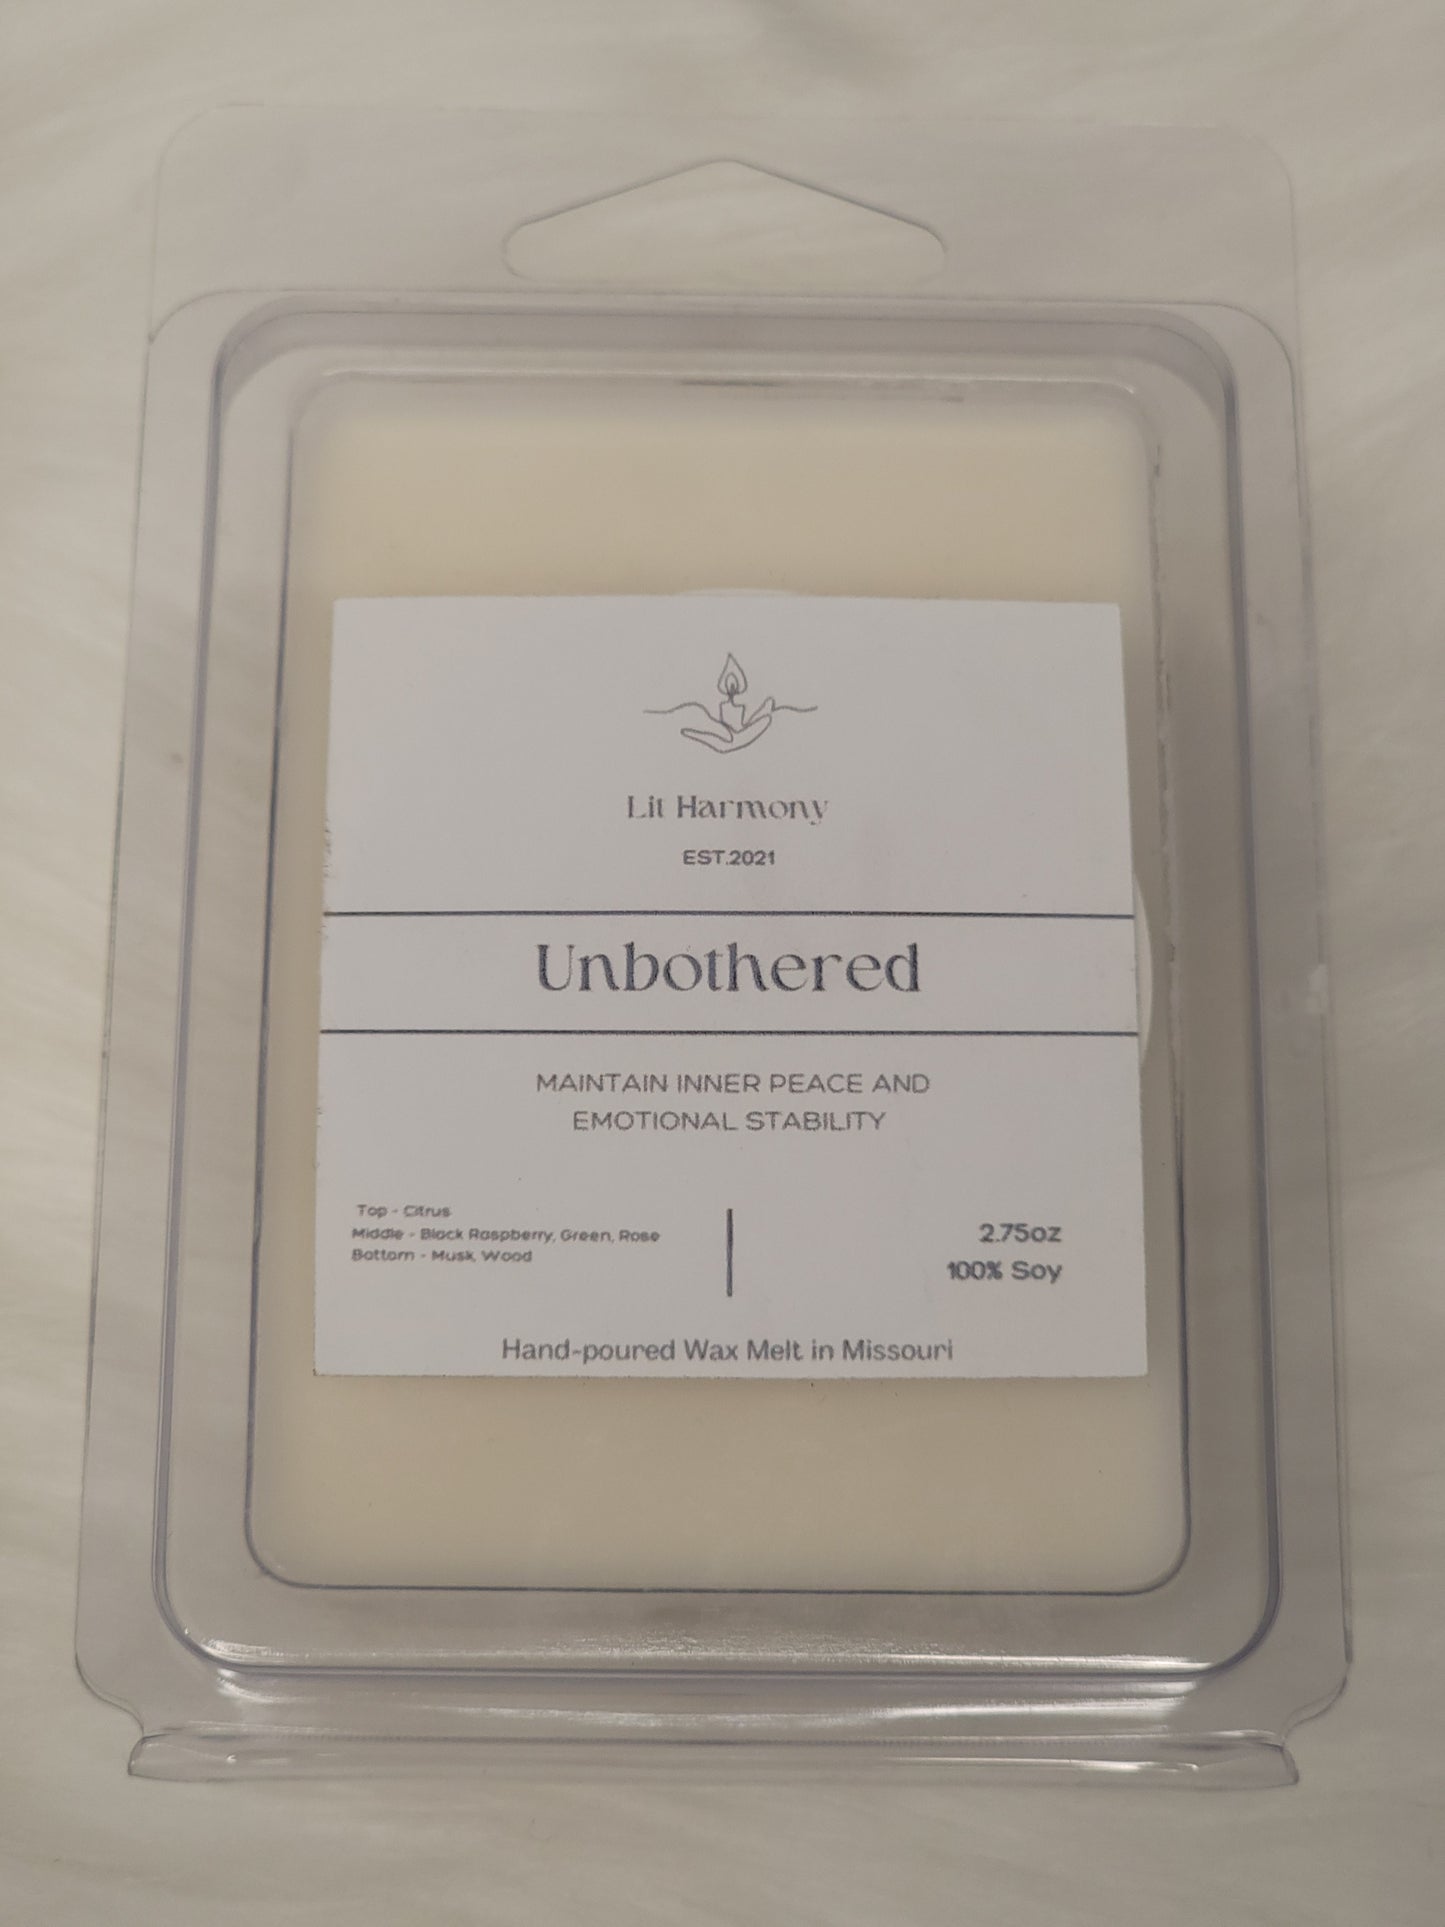 Lit Harmony
EST.2021
Unbothered
MAINTAIN INNER PEACE AND
EMOTIONAL STABILITY
Top - Citrus
Middle - Black Raspberry, Green, Rose
Bottom - Musk, Wood
2.75oz
100% Soy
Hand-poured Wax Melt in Missouri